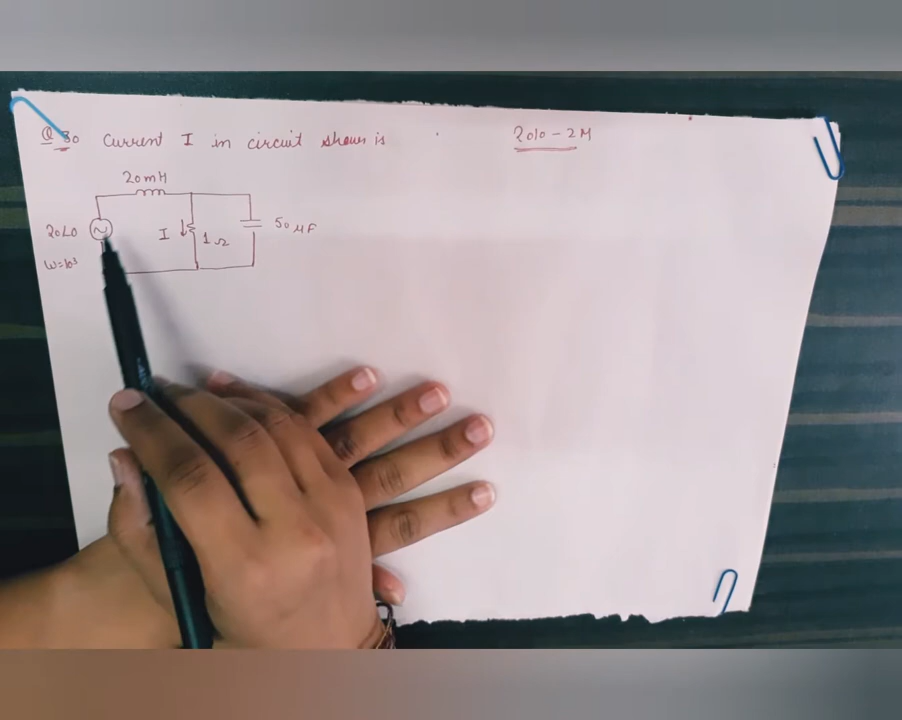 Q 30 Current I in circuit shown is 2010 - 2M
20mH
20∠0 I 1Ω 50 μF
ω=10³